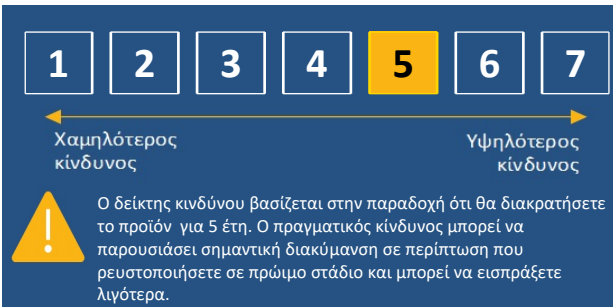 1 2 3 4 5 6 7
Χαμηλότερος Υψηλότερος
κίνδυνος κίνδυνος
Ο δείκτης κινδύνου βασίζεται στην παραδοχή ότι θα διακρατήσετε
το προϊόν για 5 έτη. Ο πραγματικός κίνδυνος μπορεί να
παρουσιάσει σημαντική διακύμανση σε περίπτωση που
ρευστοποιήσετε σε πρώιμο στάδιο και μπορεί να εισπράξετε
λιγότερα.